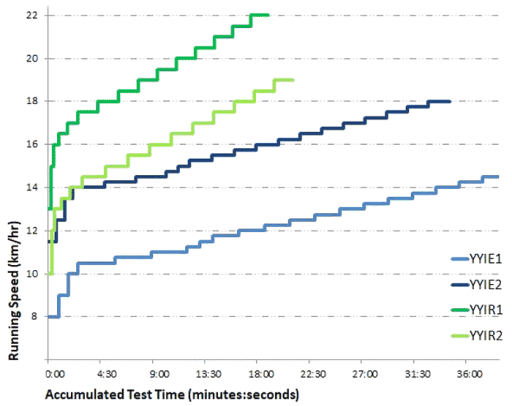 22
20
18
16
14
12
10
8
Running Speed (km/hr)
YYIE1
YYIE2
YYIR1
YYIR2
0:00 4:30 9:00 13:30 18:00 22:30 27:00 31:30 36:00
Accumulated Test Time (minutes:seconds)